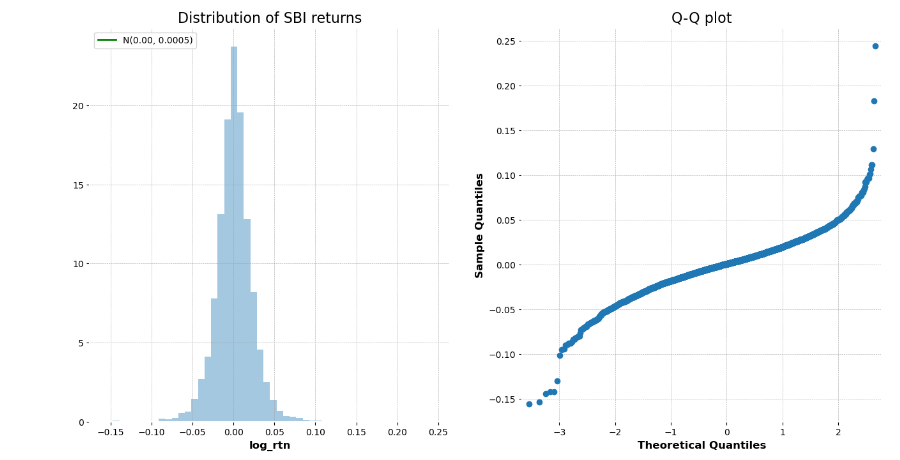 Distribution of SBI returns
N(0.00, 0.0005)
20
15
10
5
0
−0.15 −0.10 −0.05 0.00 0.05 0.10 0.15 0.20 0.25
log_rtn
Q-Q plot
0.25
0.20
0.15
0.10
0.05
0.00
−0.05
−0.10
−0.15
Sample Quantiles
−3 −2 −1 0 1 2
Theoretical Quantiles